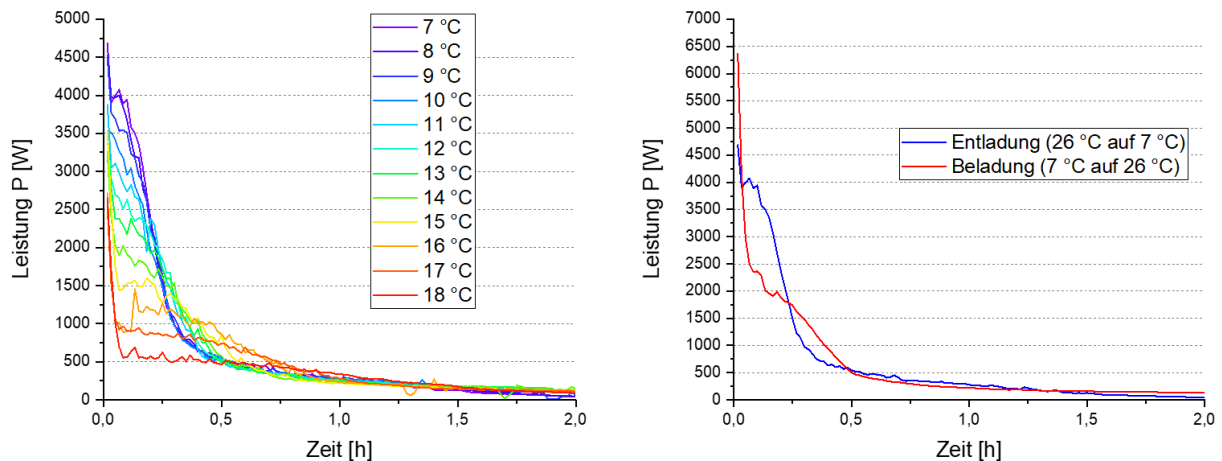 Leistung P [W]
5000
4500
4000
3500
3000
2500
2000
1500
1000
500
0
7 °C
8 °C
9 °C
10 °C
11 °C
12 °C
13 °C
14 °C
15 °C
16 °C
17 °C
18 °C
0,0
0,5
1,0
1,5
2,0
Zeit [h]
Leistung P [W]
7000
6500
6000
5500
5000
4500
4000
3500
3000
2500
2000
1500
1000
500
0
Entladung (26 °C auf 7 °C)
Beladung (7 °C auf 26 °C)
0,0
0,5
1,0
1,5
2,0
Zeit [h]